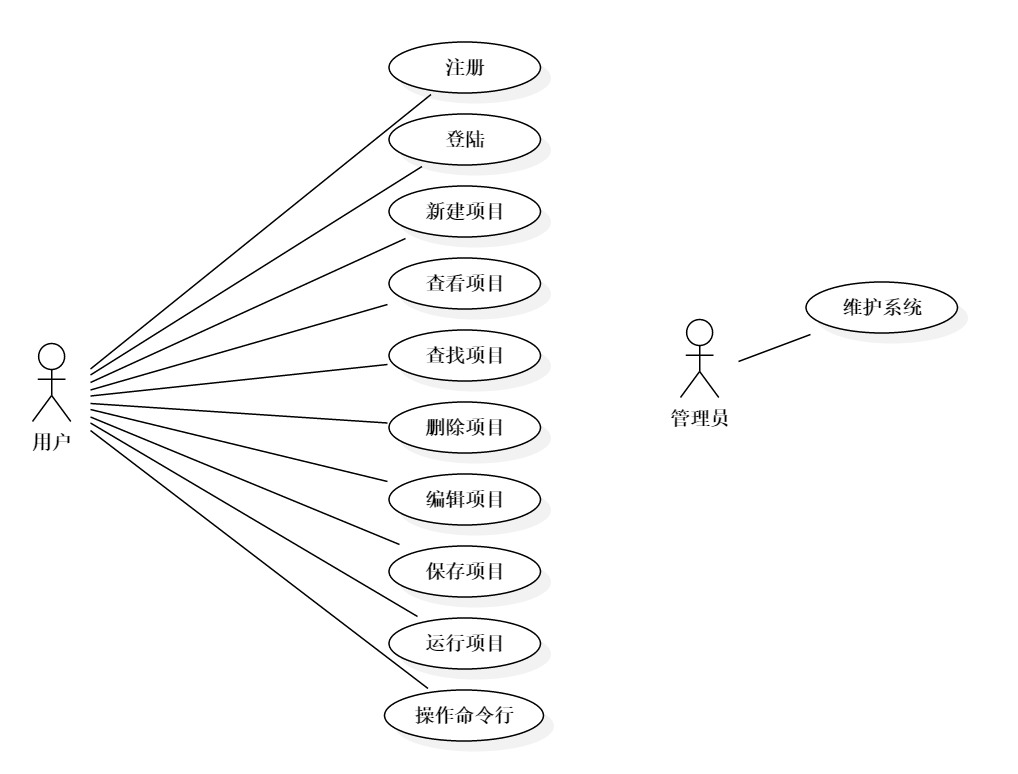 注册
登陆
新建项目
查看项目
查找项目
删除项目
编辑项目
保存项目
运行项目
操作命令行
用户
维护系统
管理员